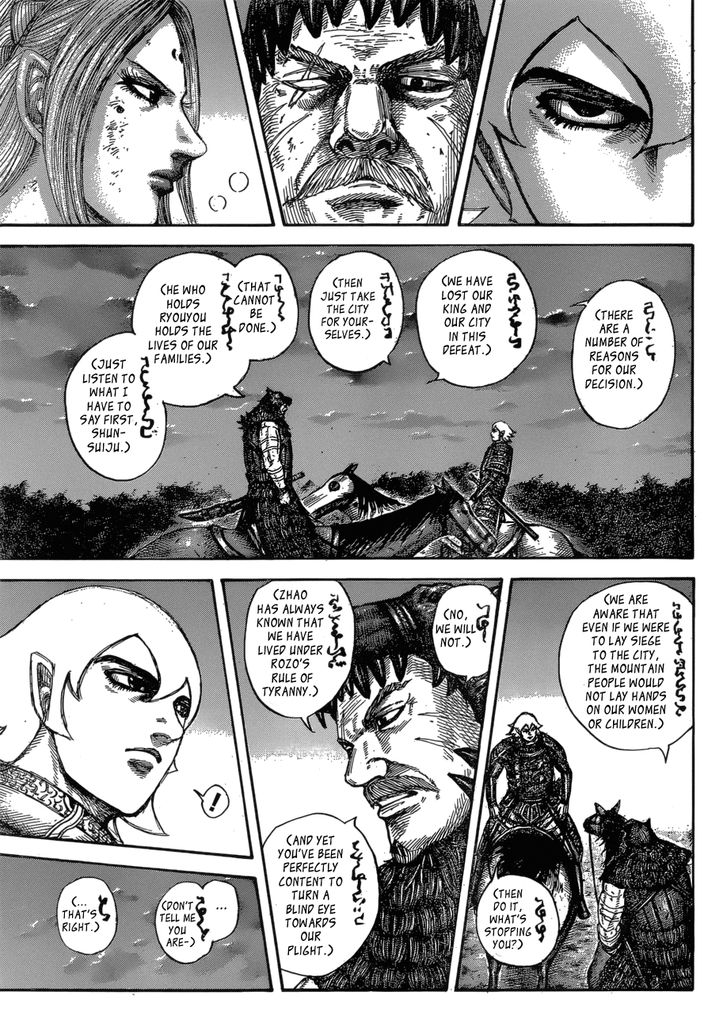 (THERE
ARE A
NUMBER OF
REASONS
FOR OUR
DECISION.)
(WE HAVE
LOST OUR
KING AND
OUR CITY
IN THIS
DEFEAT.)
(THEN
JUST TAKE
THE CITY
FOR YOUR-
SELVES.)
(THAT
CANNOT
BE
DONE.)
(HE WHO
HOLDS
RYOUYOU
HOLDS THE
LIVES OF OUR
FAMILIES.)
(JUST
LISTEN TO
WHAT I
HAVE TO
SAY FIRST,
SHUN-
SUIJU.)
(WE ARE
AWARE THAT
EVEN IF WE WERE
TO LAY SIEGE
TO THE CITY,
THE MOUNTAIN
PEOPLE WOULD
NOT LAY HANDS
ON OUR WOMEN
OR CHILDREN.)
(THEN
DO IT,
WHAT'S
STOPPING
YOU?)
(NO,
WE WILL
NOT.)
(ZHAO
HAS ALWAYS
KNOWN THAT
WE HAVE
LIVED UNDER
ROZO'S
RULE OF
TYRANNY.)
(AND YET
YOU'VE BEEN
PERFECTLY
CONTENT TO
TURN A
BLIND EYE
TOWARDS
OUR
PLIGHT.)
!
...
(DON'T
TELL ME
YOU
ARE-)
(...
THAT'S
RIGHT.)